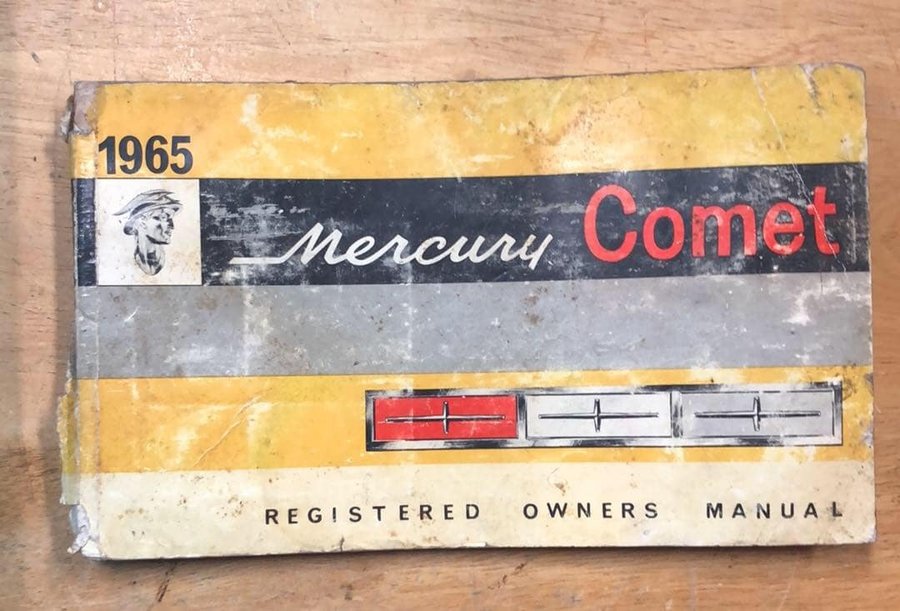 1965
Mercury Comet
REGISTERED OWNERS MANUAL